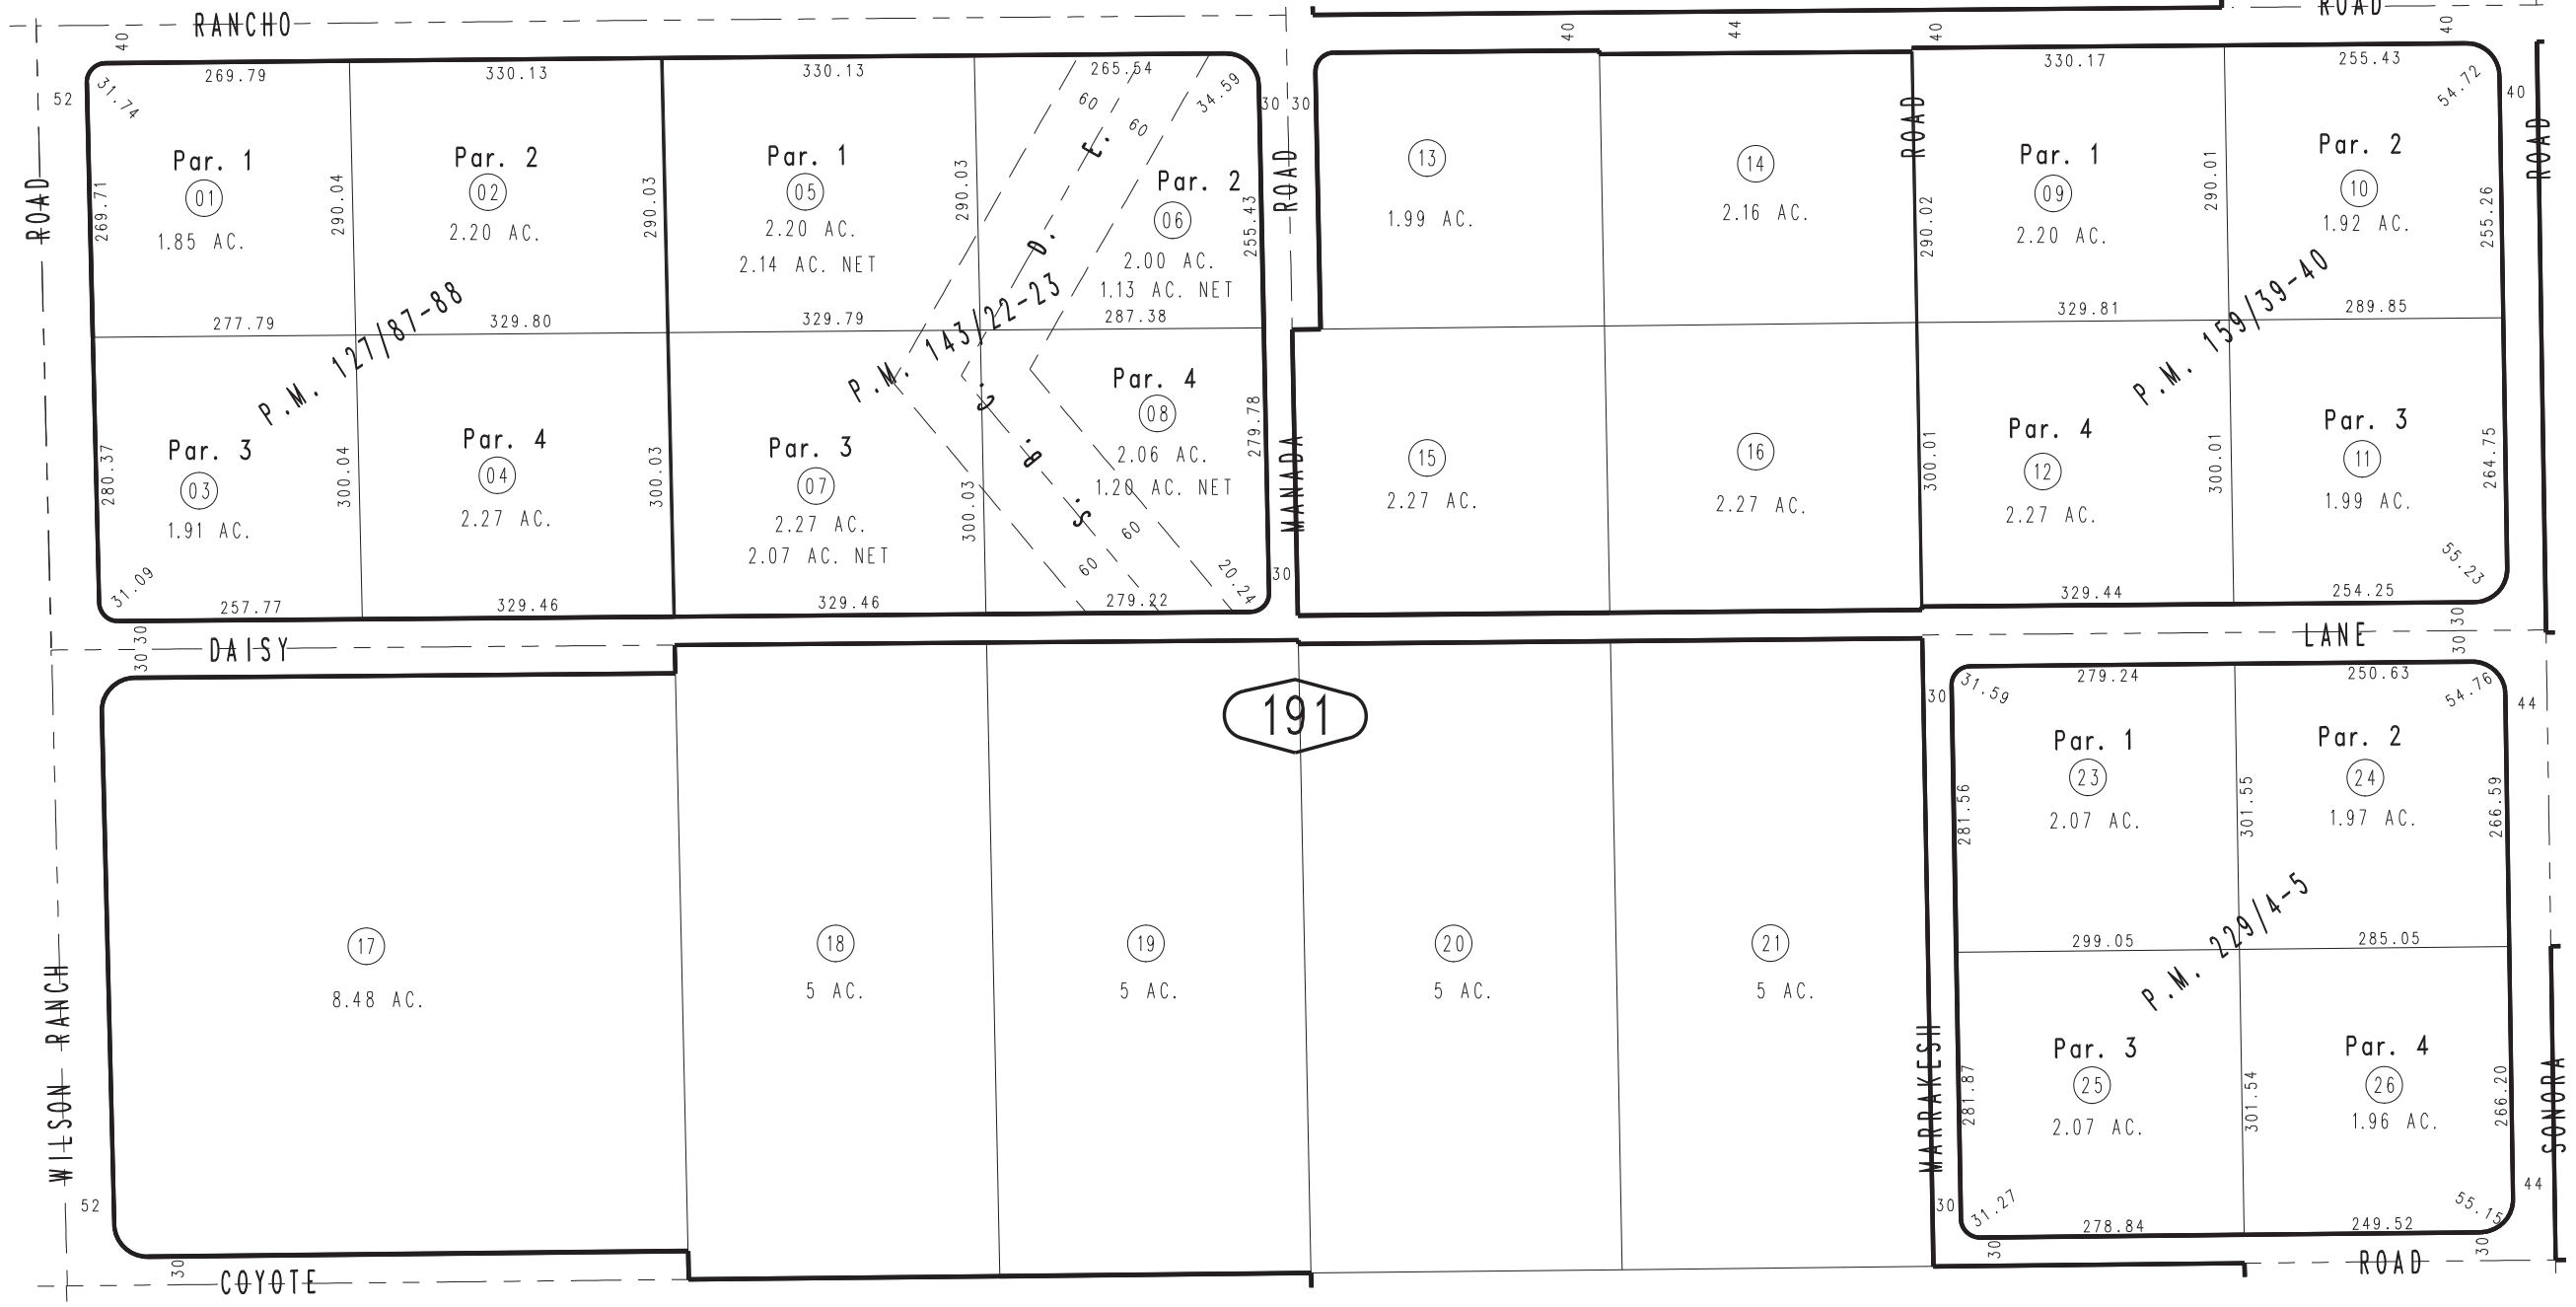 RANCHO
ROAD
40
40
44
40
40
52
ROAD
269.79
330.13
330.13
265.54
31.74
34.59
60
60
Par. 1
01
1.85 AC.
269.71
290.04
Par. 2
02
2.20 AC.
290.03
Par. 1
05
2.20 AC.
2.14 AC. NET
290.03
Par. 2
06
2.00 AC.
1.13 AC. NET
255.43
277.79
329.80
329.79
287.38
P.M. 127/87-88
P.M. 143/22-23
S. B. C. D. E.
Par. 3
03
1.91 AC.
280.37
300.04
31.09
257.77
Par. 4
04
2.27 AC.
300.03
329.46
Par. 3
07
2.27 AC.
2.07 AC. NET
300.03
329.46
Par. 4
08
2.06 AC.
1.20 AC. NET
279.78
60
60
20.24
279.22
30 30
ROAD
MANADA
30
13
1.99 AC.
14
2.16 AC.
15
2.27 AC.
16
2.27 AC.
ROAD
330.17
255.43
54.72
40
ROAD
Par. 1
09
2.20 AC.
290.02
290.01
Par. 2
10
1.92 AC.
255.26
329.81
289.85
P.M. 159/39-40
Par. 4
12
2.27 AC.
300.01
300.01
Par. 3
11
1.99 AC.
264.75
55.23
329.44
254.25
30 30
DAISY
LANE
30 30
191
17
8.48 AC.
18
5 AC.
19
5 AC.
20
5 AC.
21
5 AC.
WILSON RANCH
52
30
30
MARRAKESH
30
31.59
279.24
250.63
54.76
44
Par. 1
23
2.07 AC.
281.56
301.55
Par. 2
24
1.97 AC.
266.59
299.05
285.05
P.M. 229/4-5
Par. 3
25
2.07 AC.
281.87
301.54
Par. 4
26
1.96 AC.
266.20
SONORA
44
31.27
278.84
249.52
55.15
30
30
COYOTE
ROAD